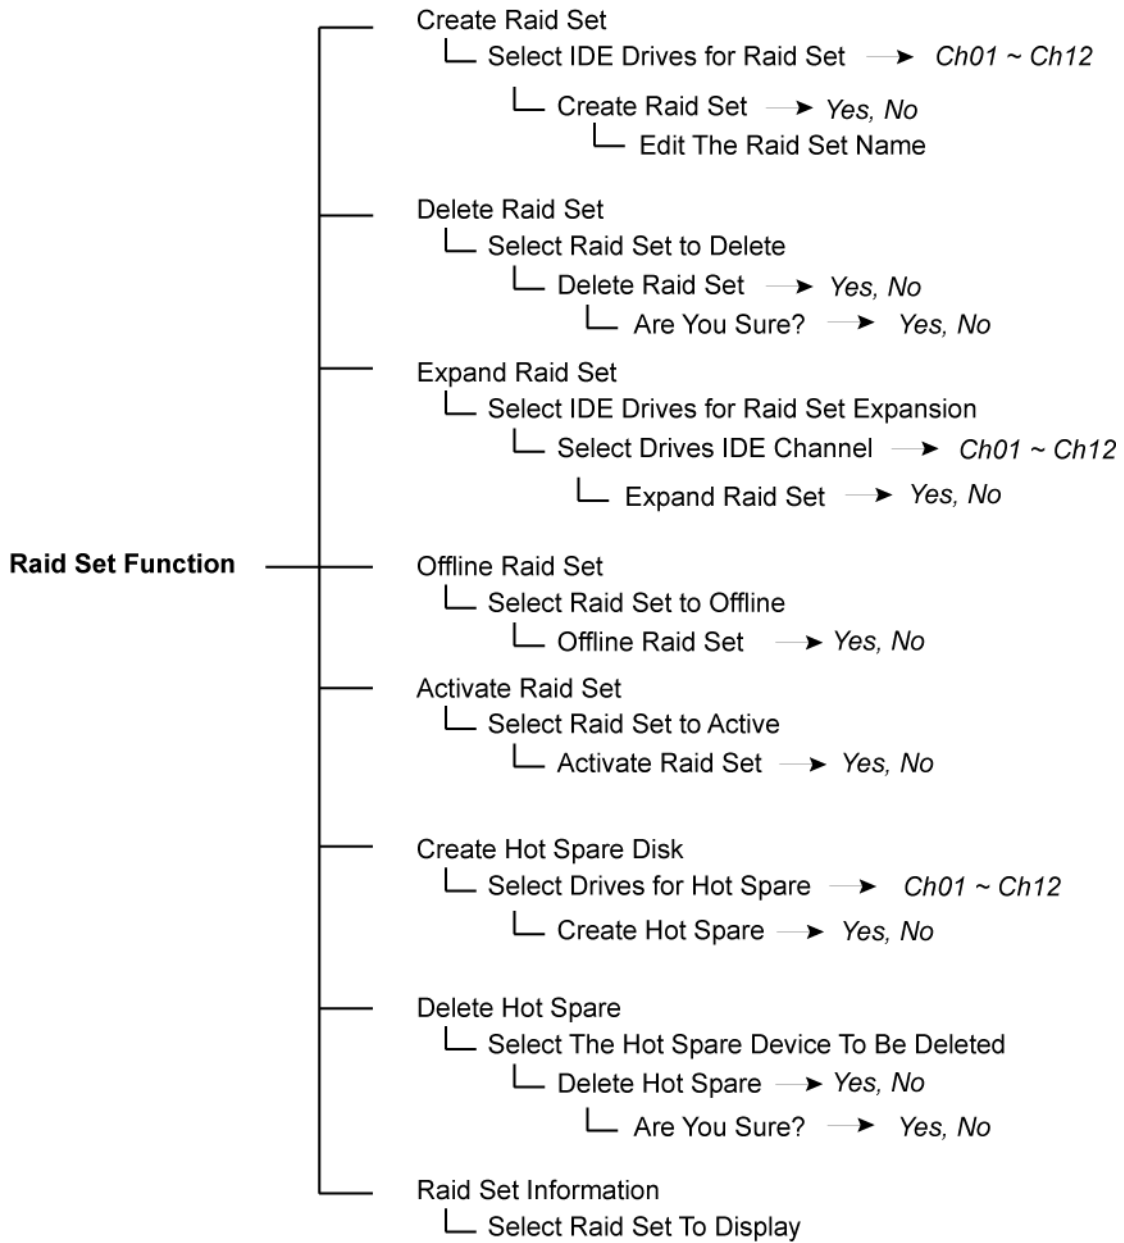 Create Raid Set
Select IDE Drives for Raid Set Ch01 ~ Ch12
Create Raid Set Yes, No
Edit The Raid Set Name
Delete Raid Set
Select Raid Set to Delete
Delete Raid Set Yes, No
Are You Sure? Yes, No
Expand Raid Set
Select IDE Drives for Raid Set Expansion
Select Drives IDE Channel Ch01 ~ Ch12
Expand Raid Set Yes, No
Raid Set Function
Offline Raid Set
Select Raid Set to Offline
Offline Raid Set Yes, No
Activate Raid Set
Select Raid Set to Active
Activate Raid Set Yes, No
Create Hot Spare Disk
Select Drives for Hot Spare Ch01 ~ Ch12
Create Hot Spare Yes, No
Delete Hot Spare
Select The Hot Spare Device To Be Deleted
Delete Hot Spare Yes, No
Are You Sure? Yes, No
Raid Set Information
Select Raid Set To Display